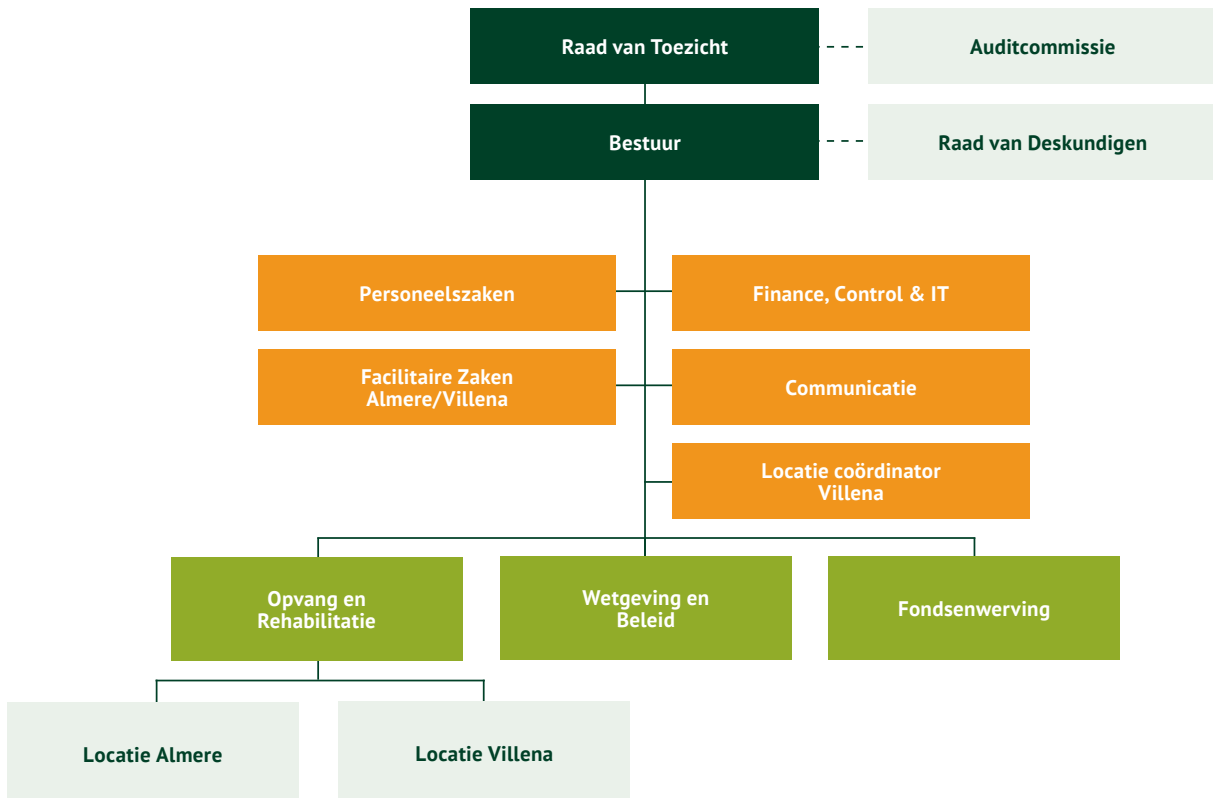 Raad van Toezicht
Auditcommissie
Bestuur
Raad van Deskundigen
Personeelszaken
Finance, Control & IT
Facilitaire Zaken
Almere/Villena
Communicatie
Locatie coördinator
Villena
Opvang en
Rehabilitatie
Wetgeving en
Beleid
Fondsenwerving
Locatie Almere
Locatie Villena